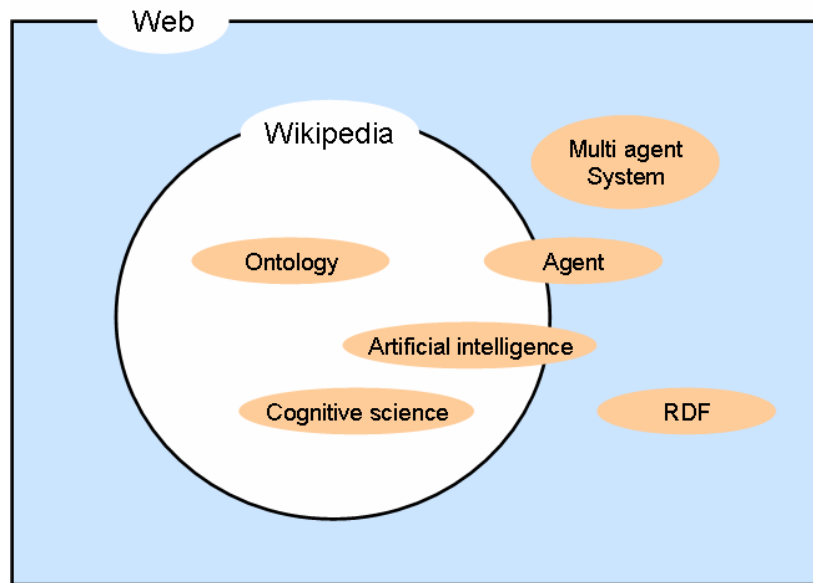 Web
Wikipedia
Multi agent
System
Ontology
Agent
Artificial intelligence
Cognitive science
RDF